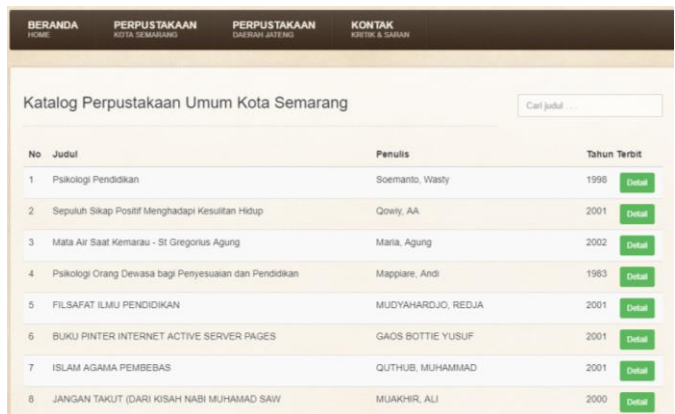 BERANDA PERPUSTAKAAN PERPUSTAKAAN KONTAK
HOME KOTA SEMARANG DAERAH JATENG KRITIK & SARAN
Katalog Perpustakaan Umum Kota Semarang
Cari judul . . .
No Judul Penulis Tahun Terbit
1 Psikologi Pendidikan Soemanto, Wasty 1998 Detail
2 Sepuluh Sikap Positif Menghadapi Kesulitan Hidup Qowiy, AA 2001 Detail
3 Mata Air Saat Kemarau - St Gregorius Agung Maria, Agung 2002 Detail
4 Psikologi Orang Dewasa bagi Penyesuaian dan Pendidikan Mappiare, Andi 1983 Detail
5 FILSAFAT ILMU PENDIDIKAN MUDYAHARDJO, REDJA 2001 Detail
6 BUKU PINTER INTERNET ACTIVE SERVER PAGES GAOS BOTTIE YUSUF 2001 Detail
7 ISLAM AGAMA PEMBEBAS QUTHUB, MUHAMMAD 2001 Detail
8 JANGAN TAKUT (DARI KISAH NABI MUHAMAD SAW MUAKHIR, ALI 2000 Detail